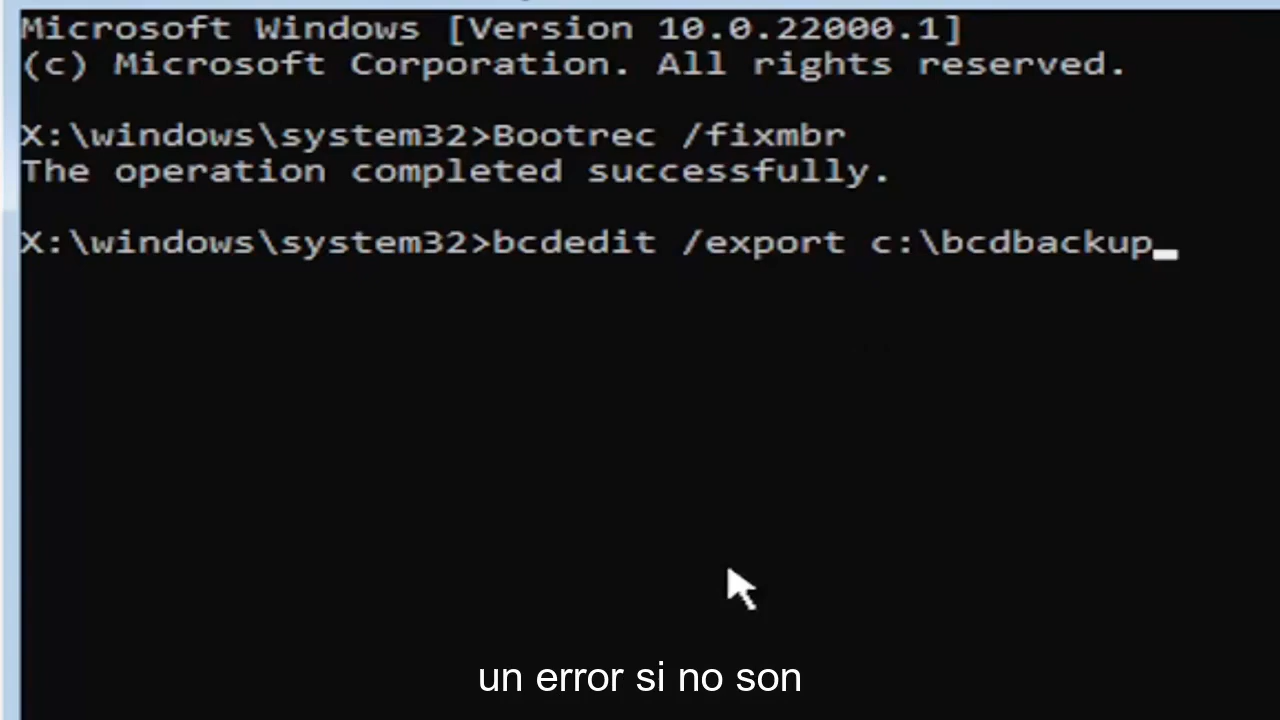 Microsoft Windows [Version 10.0.22000.1]
(c) Microsoft Corporation. All rights reserved.
X:\windows\system32>Bootrec /fixmbr
The operation completed successfully.
X:\windows\system32>bcdedit /export c:\bcdbackup
un error si no son